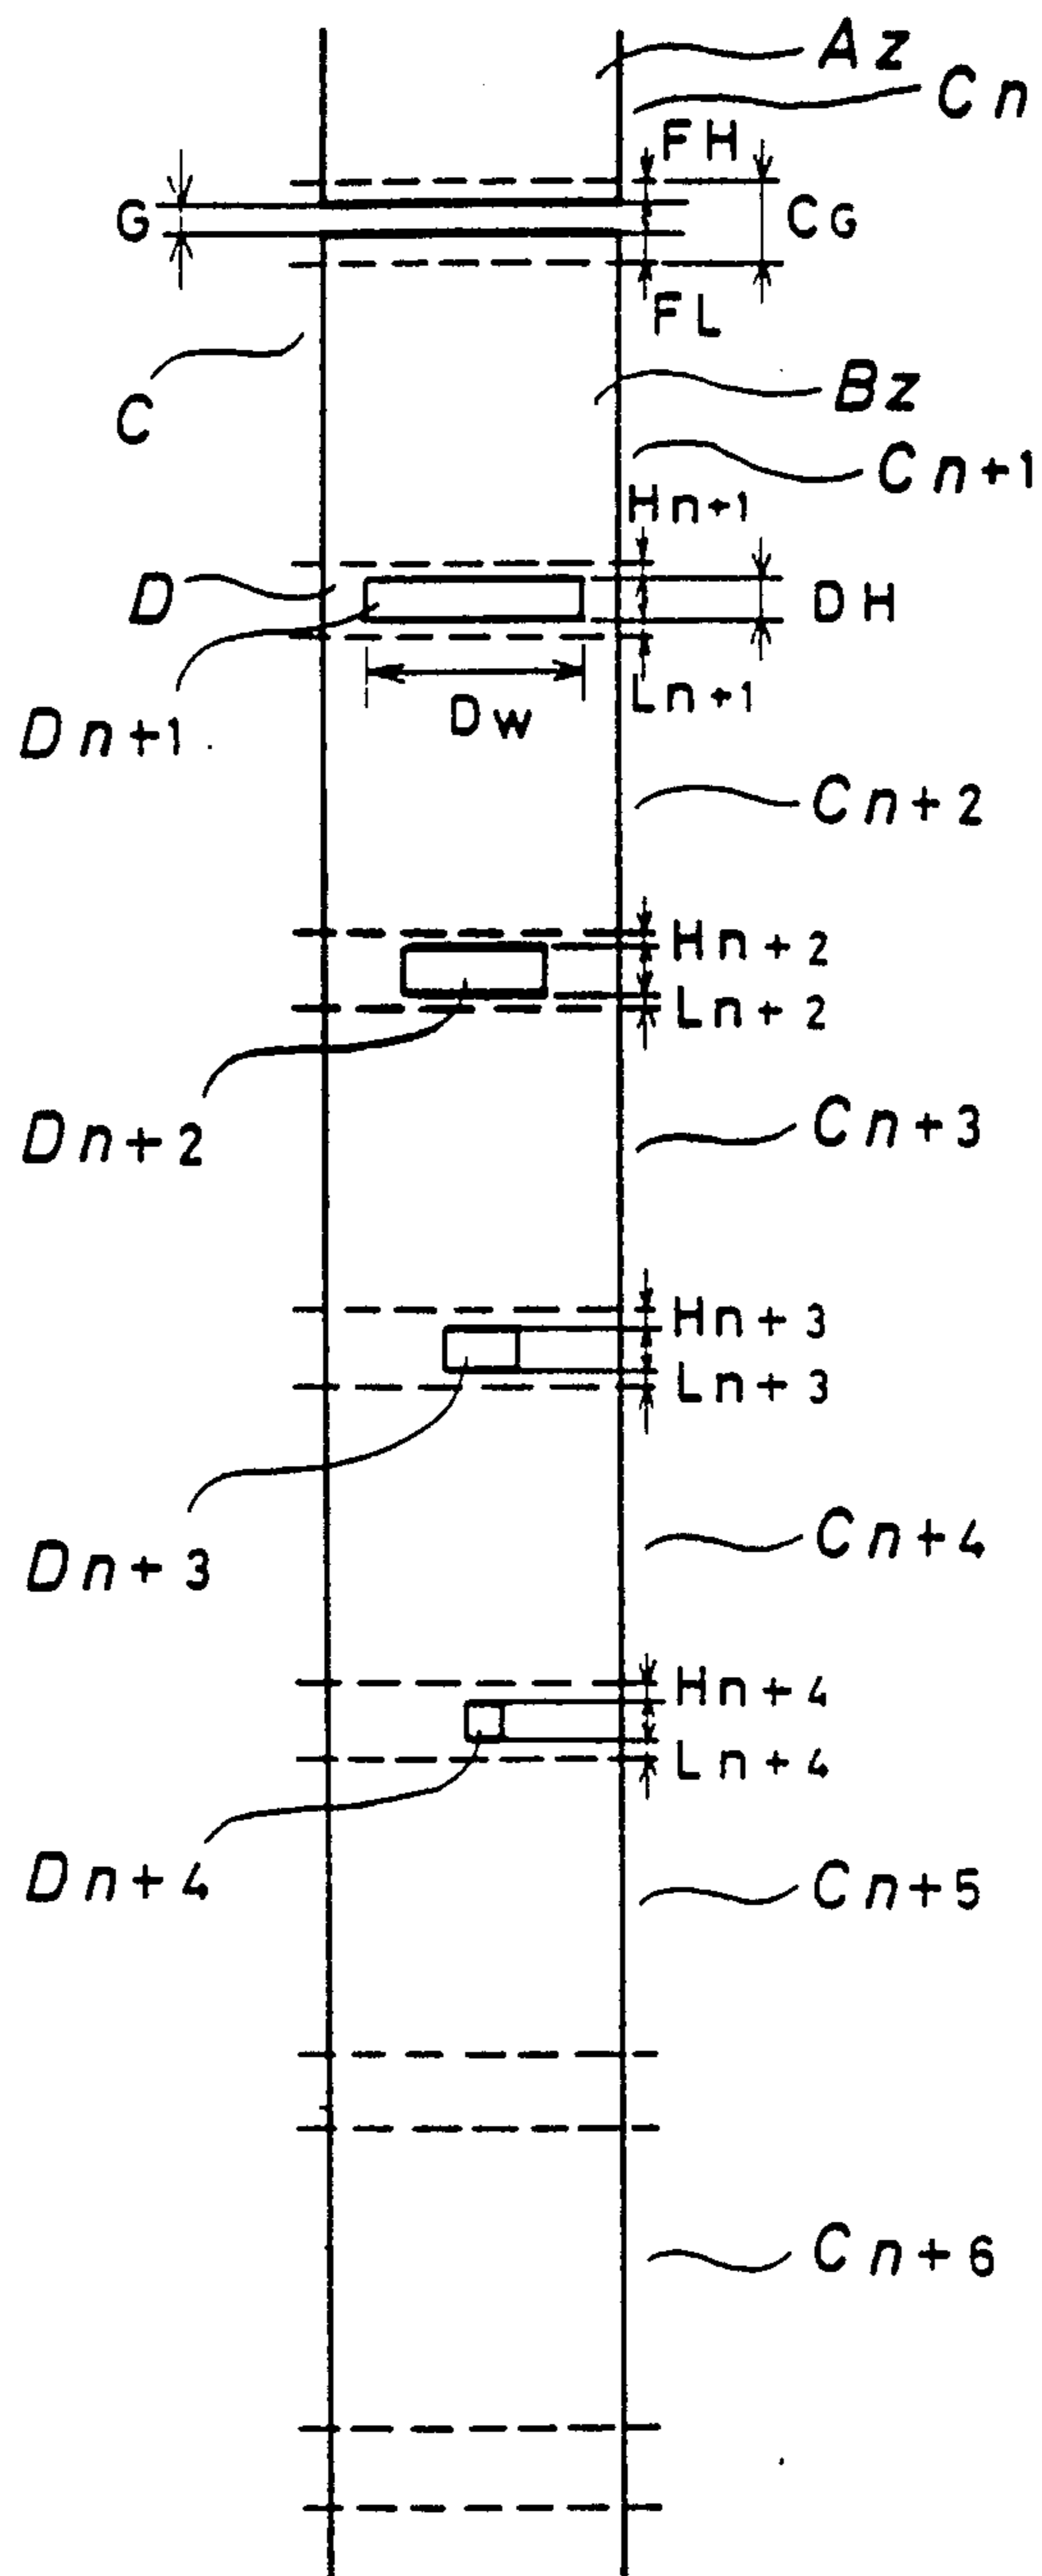 Az
Cn
FH
G
CG
FL
C
Bz
Cn+1
Hn+1
D
DH
Ln+1
Dw
Dn+1
Cn+2
Hn+2
Ln+2
Dn+2
Cn+3
Hn+3
Ln+3
Dn+3
Cn+4
Hn+4
Ln+4
Dn+4
Cn+5
Cn+6